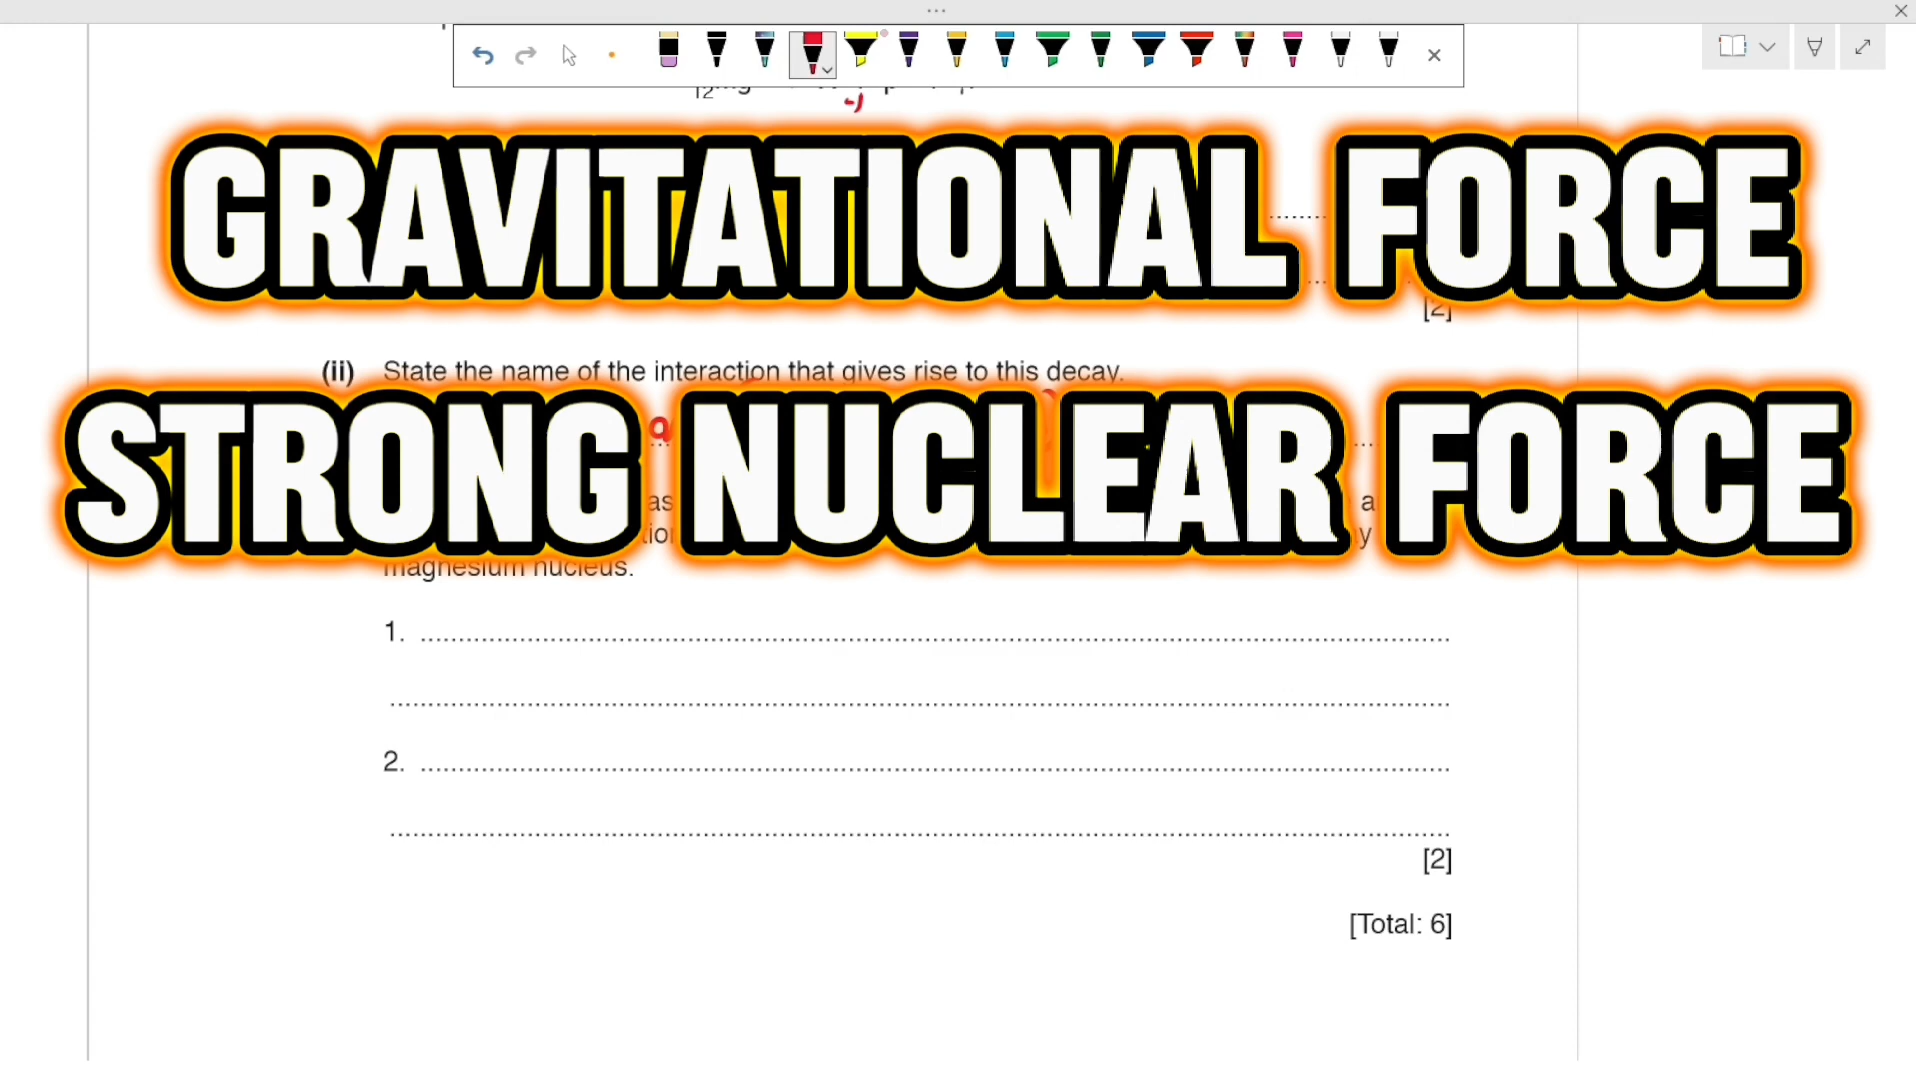 GRAVITATIONAL FORCE
[2]
(ii) State the name of the interaction that gives rise to this decay.
STRONG NUCLEAR FORCE
magnesium nucleus.
1.
2.
[2]
[Total: 6]